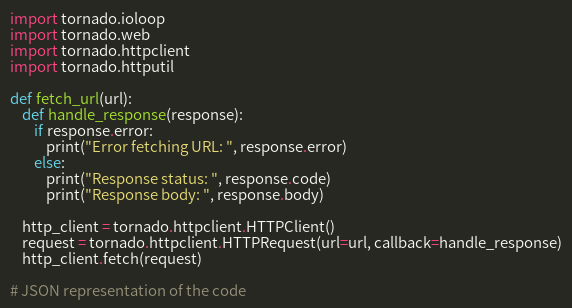 import tornado.ioloop
import tornado.web
import tornado.httpclient
import tornado.httputil

def fetch_url(url):
    def handle_response(response):
        if response.error:
            print("Error fetching URL: ", response.error)
        else:
            print("Response status: ", response.code)
            print("Response body: ", response.body)

    http_client = tornado.httpclient.HTTPClient()
    request = tornado.httpclient.HTTPRequest(url=url, callback=handle_response)
    http_client.fetch(request)

# JSON representation of the code